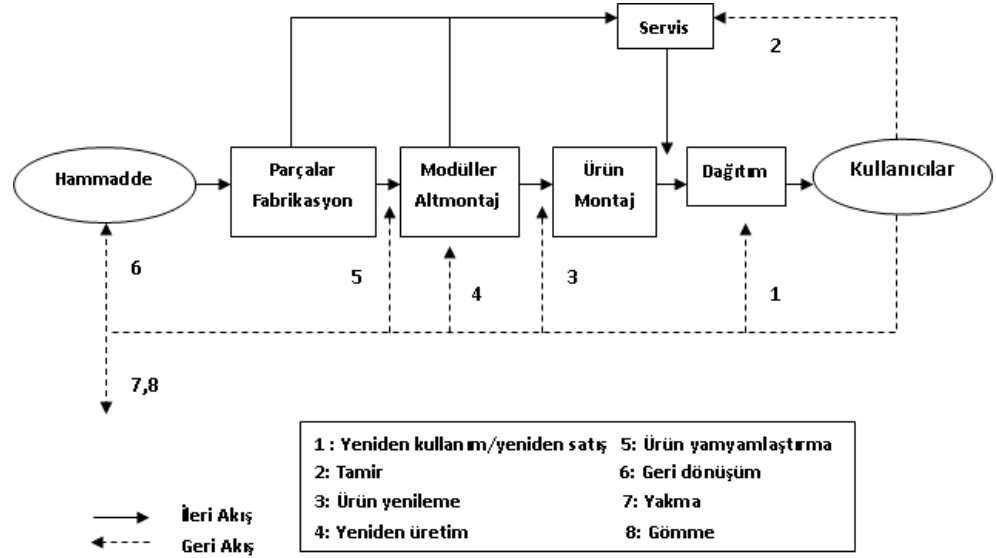 Servis
2
Hammadde
Parçalar
Fabrikasyon
Modüller
Altmontaj
Ürün
Montaj
Dağıtım
Kullanıcılar
6
5
4
3
1
7,8
1 : Yeniden kullanım/yeniden satış
2: Tamir
3: Ürün yenileme
4: Yeniden üretim
5: Ürün yamyamlaştırma
6: Geri dönüşüm
7: Yakma
8: Gömme
İleri Akış
Geri Akış